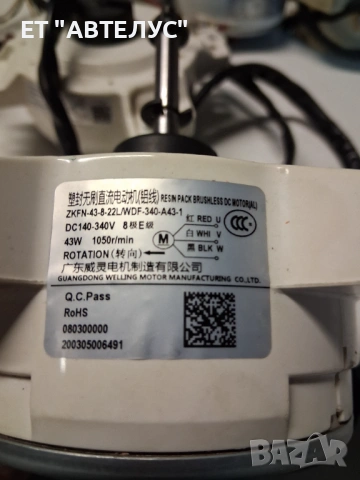 ЕТ "АВТЕЛУС"
塑封无刷直流电动机(铝线) RESIN PACK BRUSHLESS DC MOTOR(AL)
ZKFN-43-8-22L/WDF-340-A43-1
DC140-340V 8极E级
43W 1050r/min
ROTATION (转向)
M
红 RED U
白 WHI V
黑 BLK W
CCC
广东威灵电机制造有限公司
GUANGDONG WELLING MOTOR MANUFACTURING CO.,LTD
Q.C.Pass
RoHS
080300000
200305006491
BAZAR